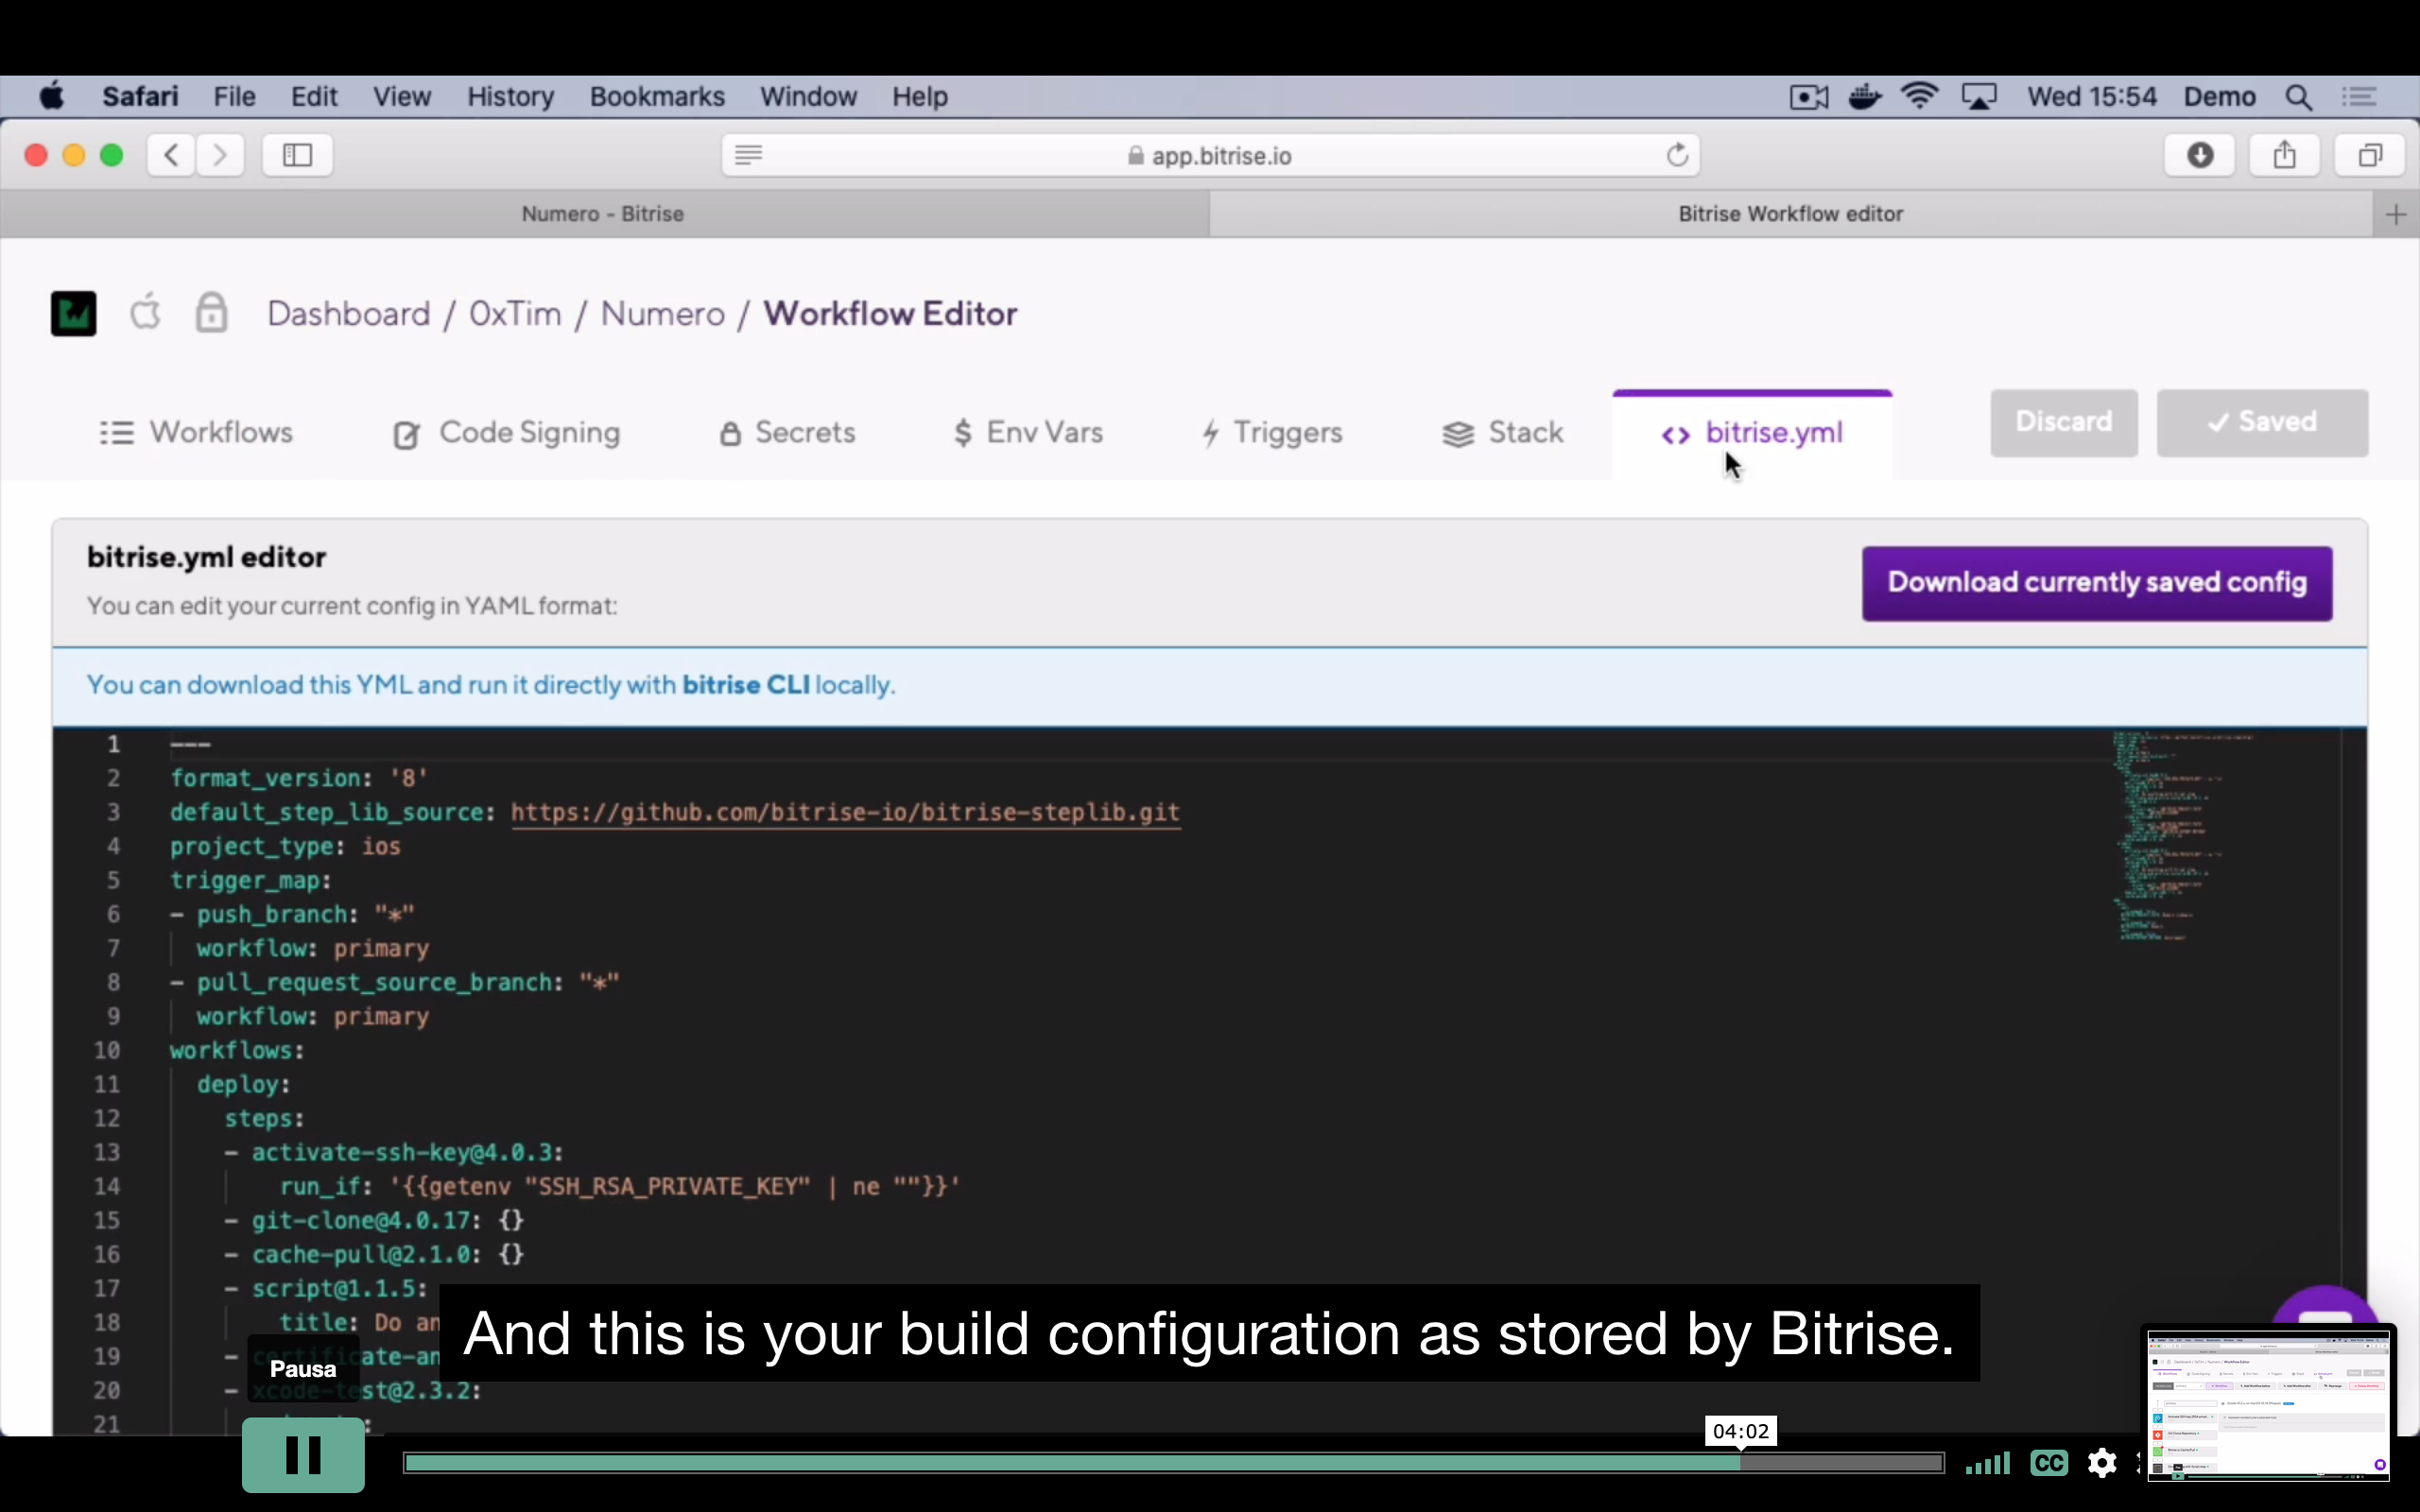 Safari File Edit View History Bookmarks Window Help Wed 15:54 Demo
app.bitrise.io
Numero - Bitrise Bitrise Workflow editor
Dashboard / 0xTim / Numero / Workflow Editor
Workflows Code Signing Secrets $ Env Vars Triggers Stack <> bitrise.yml Discard ✓ Saved
bitrise.yml editor
Download currently saved config
You can edit your current config in YAML format:
You can download this YML and run it directly with bitrise CLI locally.
1 ---
2 format_version: '8'
3 default_step_lib_source: https://github.com/bitrise-io/bitrise-steplib.git
4 project_type: ios
5 trigger_map:
6 - push_branch: "*"
7 workflow: primary
8 - pull_request_source_branch: "*"
9 workflow: primary
10 workflows:
11 deploy:
12 steps:
13 - activate-ssh-key@4.0.3:
14 run_if: '{{getenv "SSH_RSA_PRIVATE_KEY" | ne ""}}'
15 - git-clone@4.0.17: {}
16 - cache-pull@2.1.0: {}
17 - script@1.1.5:
18 title: Do an
And this is your build configuration as stored by Bitrise.
19 - certificate-an
Pausa
20 - xcode-test@2.3.2:
21
04:02
CC